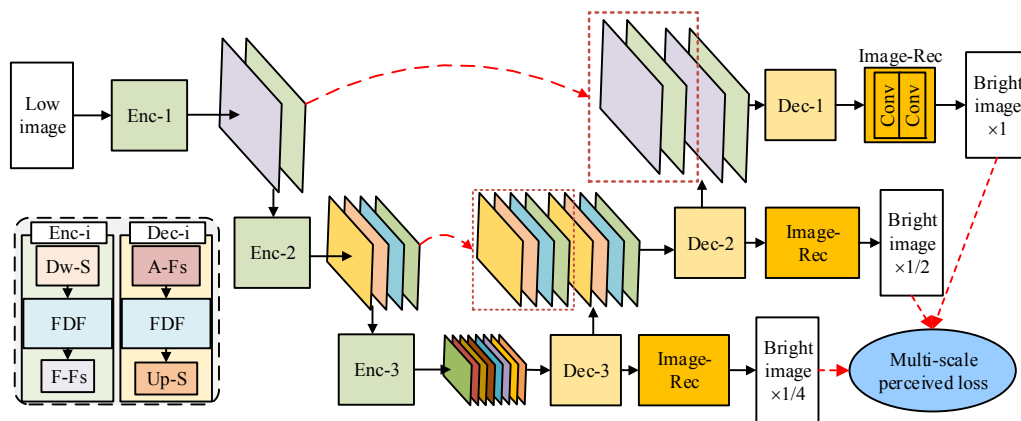 Low
image
Enc-1
Dec-1
Image-Rec
Conv
Conv
Bright
image
×1
Enc-2
Dec-2
Image-
Rec
Bright
image
×1/2
Enc-i
Dw-S
FDF
F-Fs
Dec-i
A-Fs
FDF
Up-S
Enc-3
Dec-3
Image-
Rec
Bright
image
×1/4
Multi-scale
perceived loss